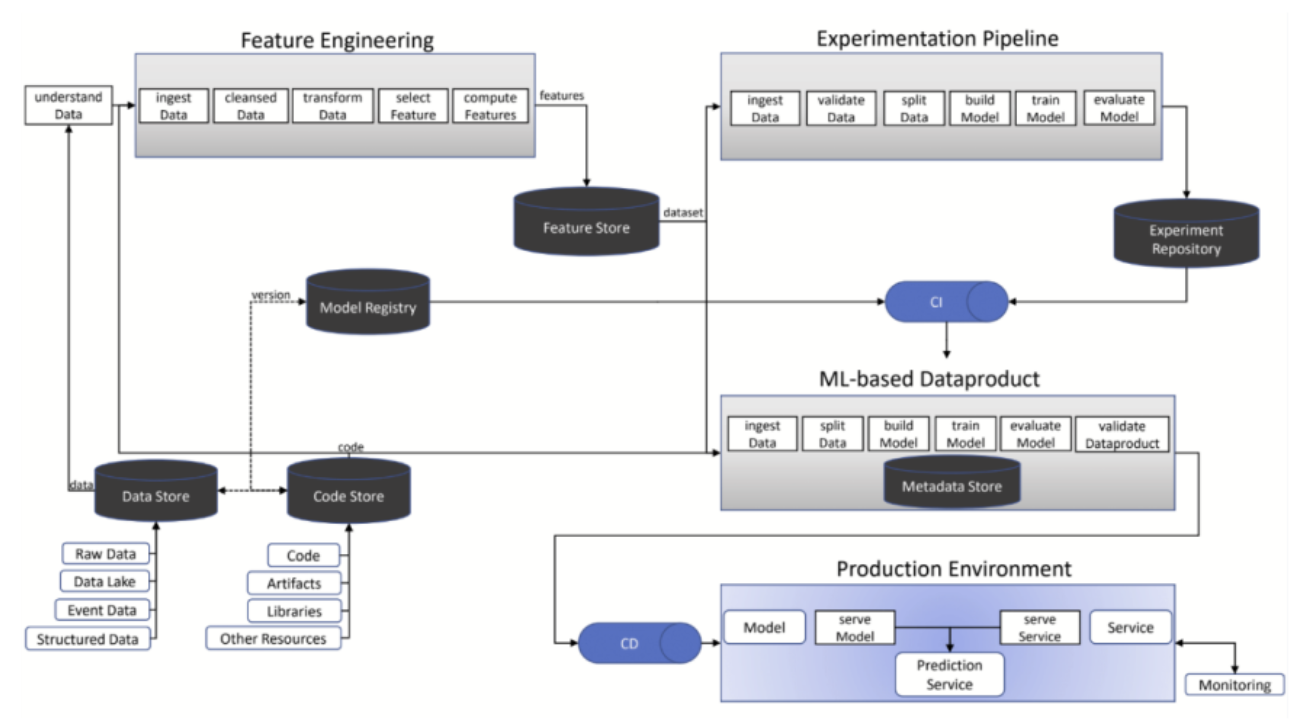 Feature Engineering
Experimentation Pipeline
understand
Data
ingest
Data
cleansed
Data
transform
Data
select
Feature
compute
Features
features
ingest
Data
validate
Data
split
Data
build
Model
train
Model
evaluate
Model
Feature Store
dataset
Experiment
Repository
version
Model Registry
CI
ML-based Dataproduct
ingest
Data
split
Data
build
Model
train
Model
evaluate
Model
validate
Dataproduct
Metadata Store
code
data
Data Store
Code Store
Raw Data
Data Lake
Event Data
Structured Data
Code
Artifacts
Libraries
Other Resources
Production Environment
CD
Model
serve
Model
serve
Service
Service
Prediction
Service
Monitoring